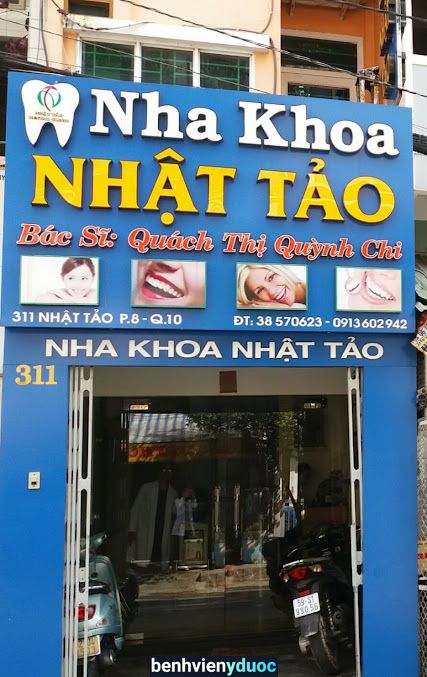 Nha Khoa
NHẬT TẢO
Bác Sĩ: Quách Thị Quỳnh Chi
311 NHẬT TẢO P.8 - Q.10 ĐT: 38 570623 - 0913 602 942
NHA KHOA NHẬT TẢO
311
59-S1
benhvienyduoc